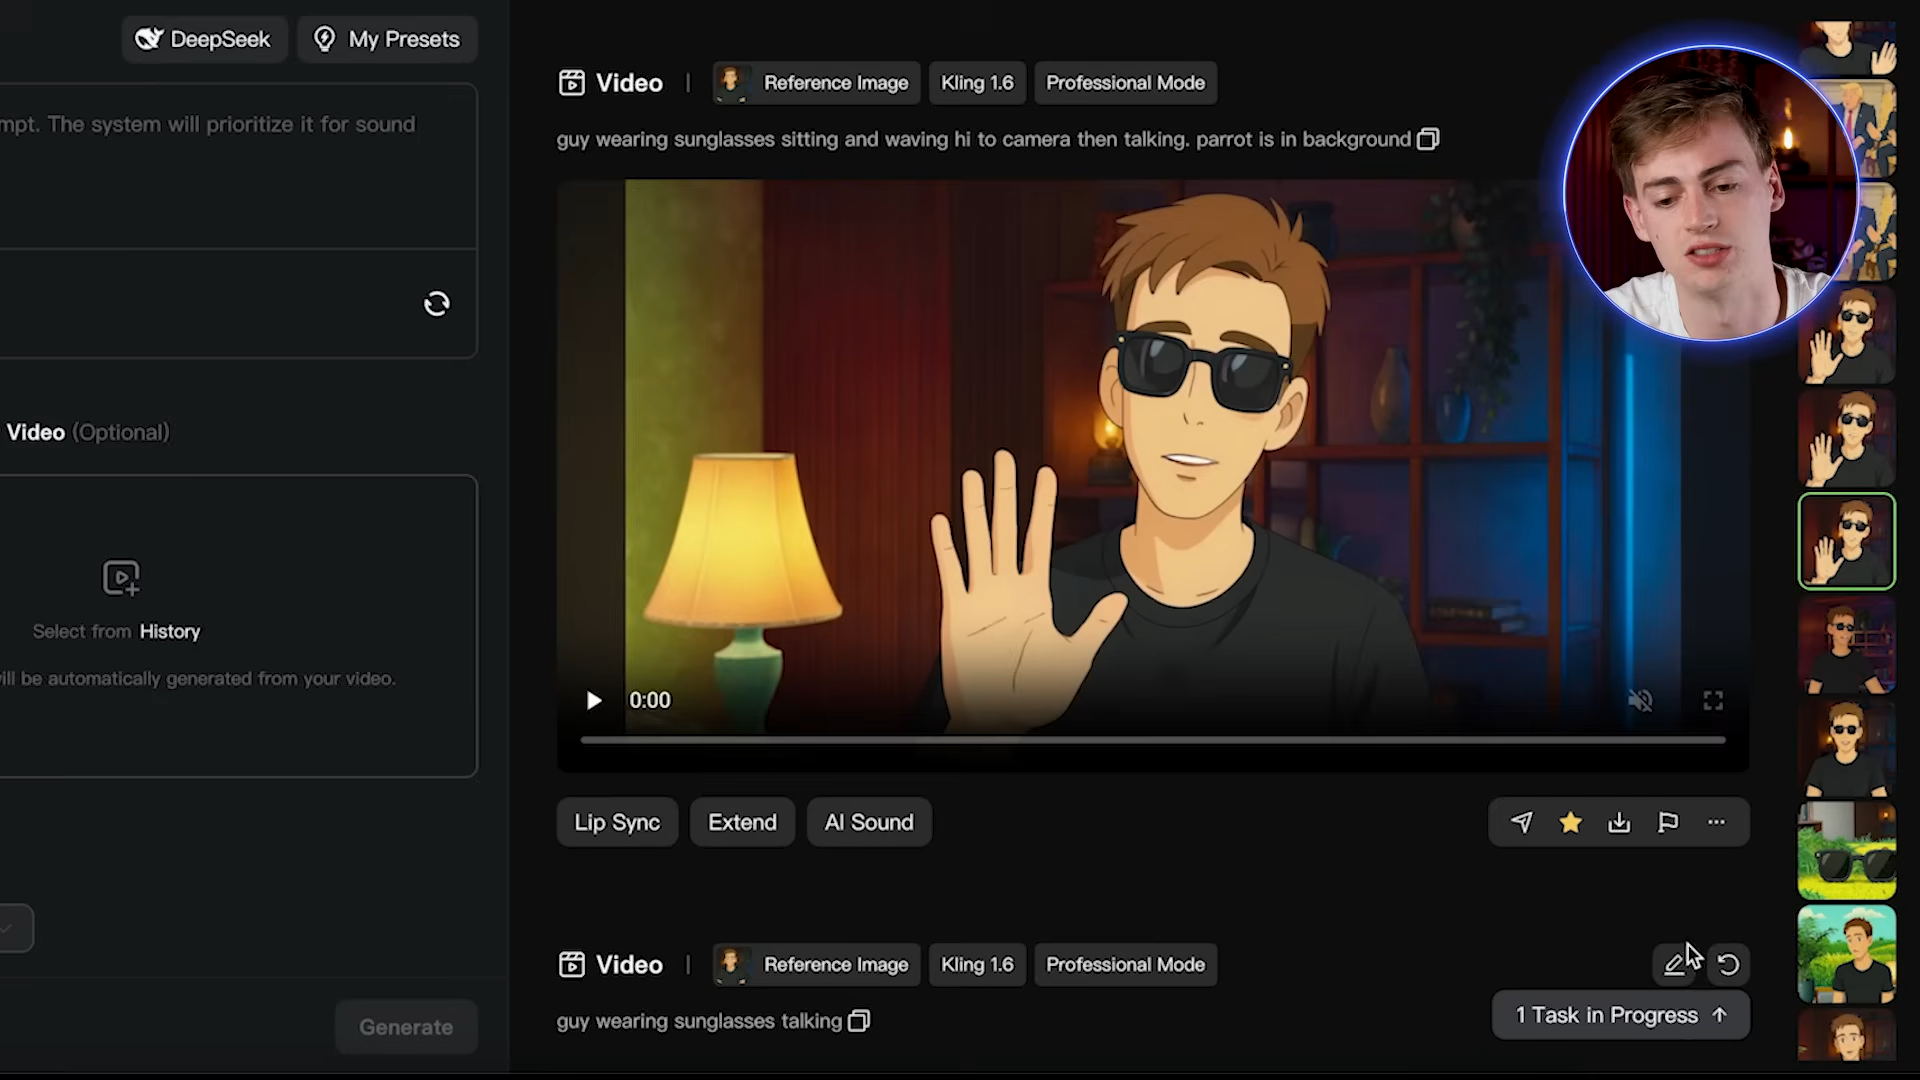 DeepSeek
My Presets
mpt. The system will prioritize it for sound
Video (Optional)
Select from History
ill be automatically generated from your video.
Generate
Video | Reference Image Kling 1.6 Professional Mode
guy wearing sunglasses sitting and waving hi to camera then talking. parrot is in background
0:00
Lip Sync Extend AI Sound
Video | Reference Image Kling 1.6 Professional Mode
guy wearing sunglasses talking
1 Task in Progress ↑